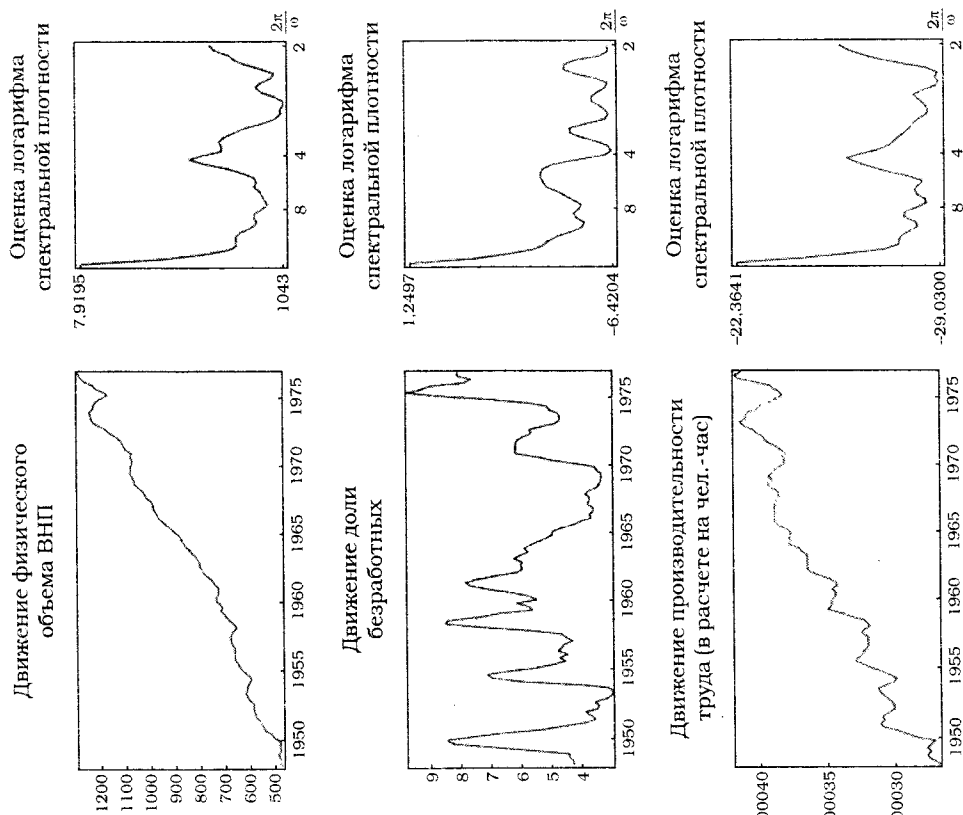 Движение физического
объема ВНП
1200
1100
1000
900
800
700
600
500
1950 1955 1960 1965 1970 1975
Оценка логарифма
спектральной плотности
7.9195
1043
8 4 2
2π
ω
Движение доли
безработных
9
8
7
6
5
4
1950 1955 1960 1965 1970 1975
Оценка логарифма
спектральной плотности
1.2497
–6.4204
8 4 2
2π
ω
Движение производительности
труда (в расчете на чел.-час)
00040
00035
00030
1950 1955 1960 1965 1970 1975
Оценка логарифма
спектральной плотности
–22.3641
–29.0300
8 4 2
2π
ω